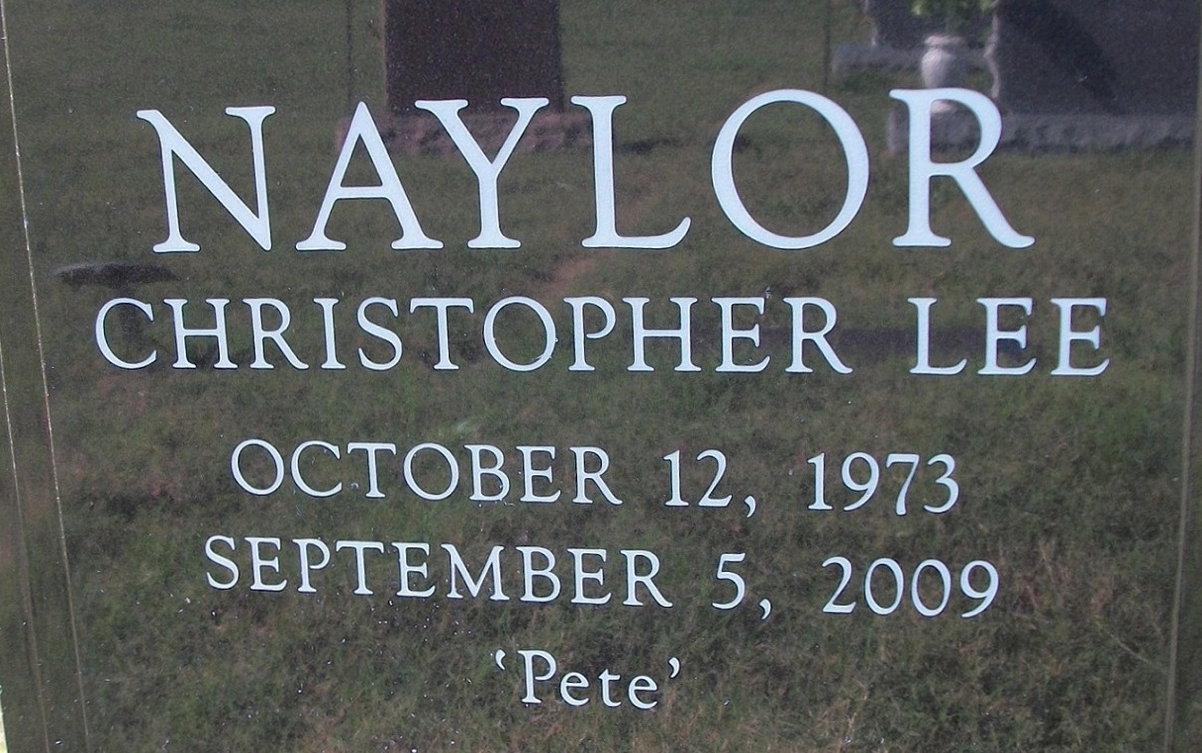 NAYLOR
CHRISTOPHER LEE
OCTOBER 12, 1973
SEPTEMBER 5, 2009
‘Pete’